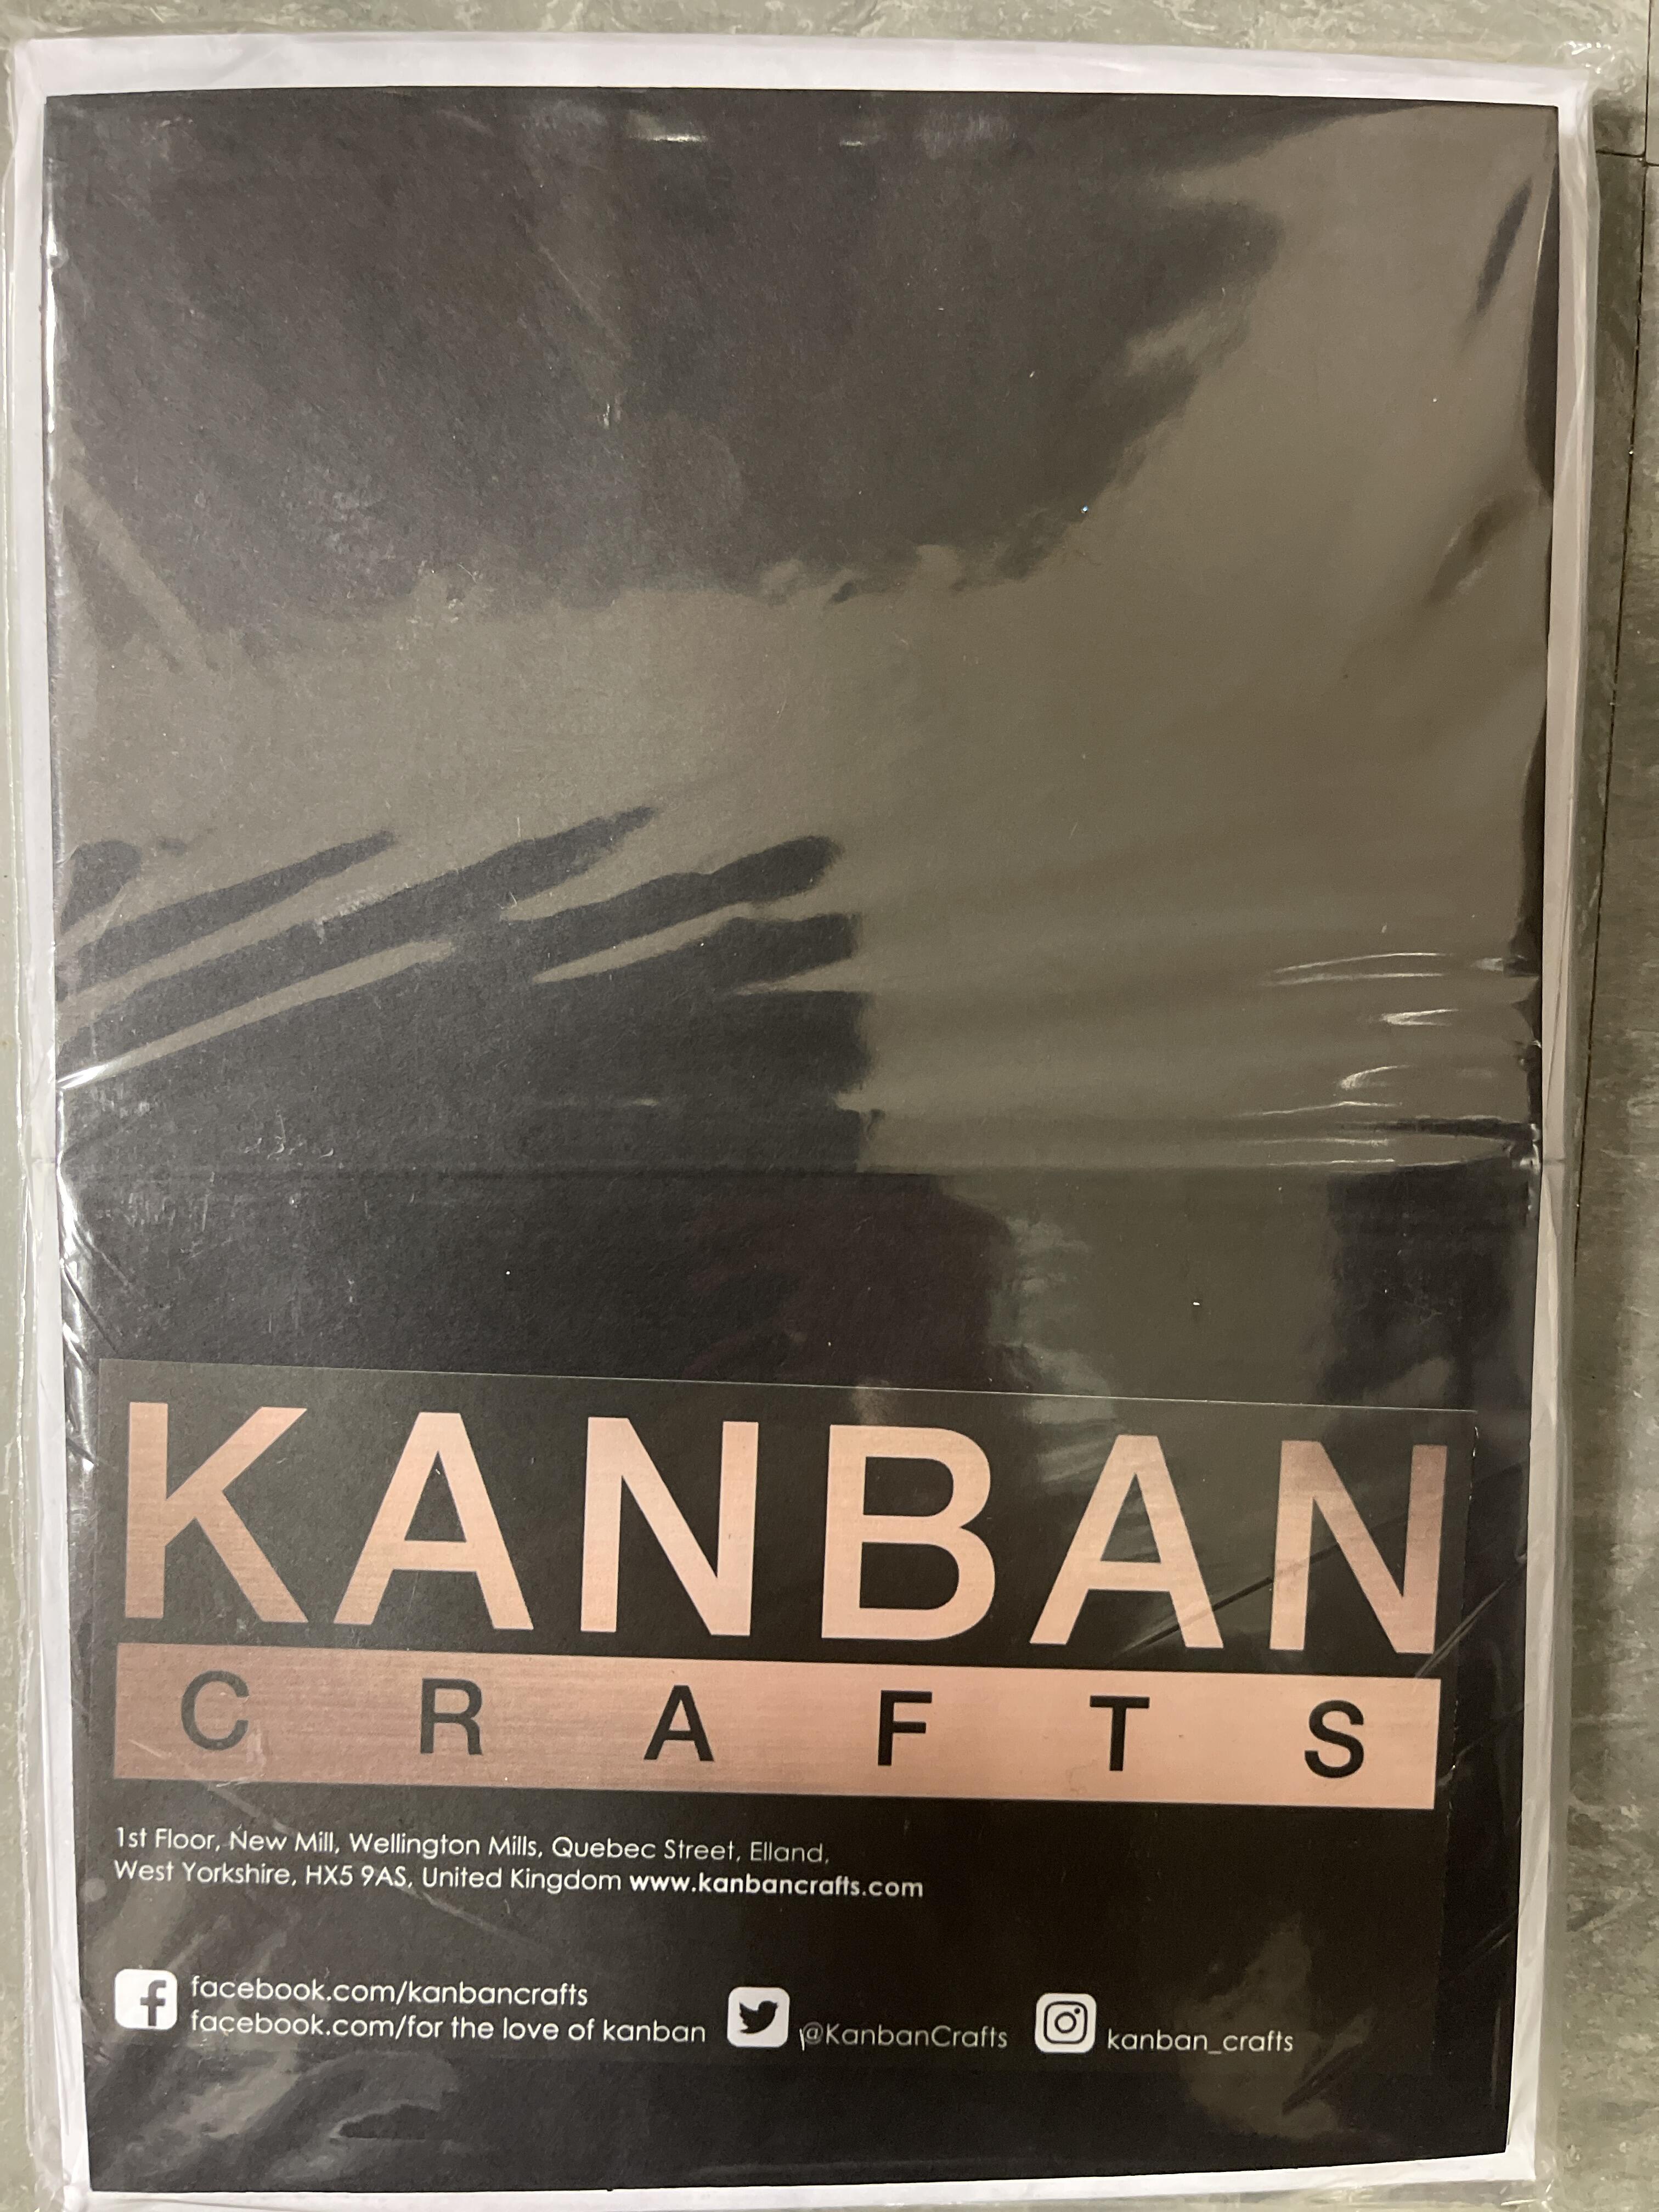 KANBAN
CRAFTS
1st Floor, New Mill, Wellington Mills, Quebec Street, Elland,
West Yorkshire, HX5 9AS, United Kingdom www.kanbancrafts.com
facebook.com/kanbancrafts
facebook.com/for the love of kanban
@KanbanCrafts
kanban_crafts